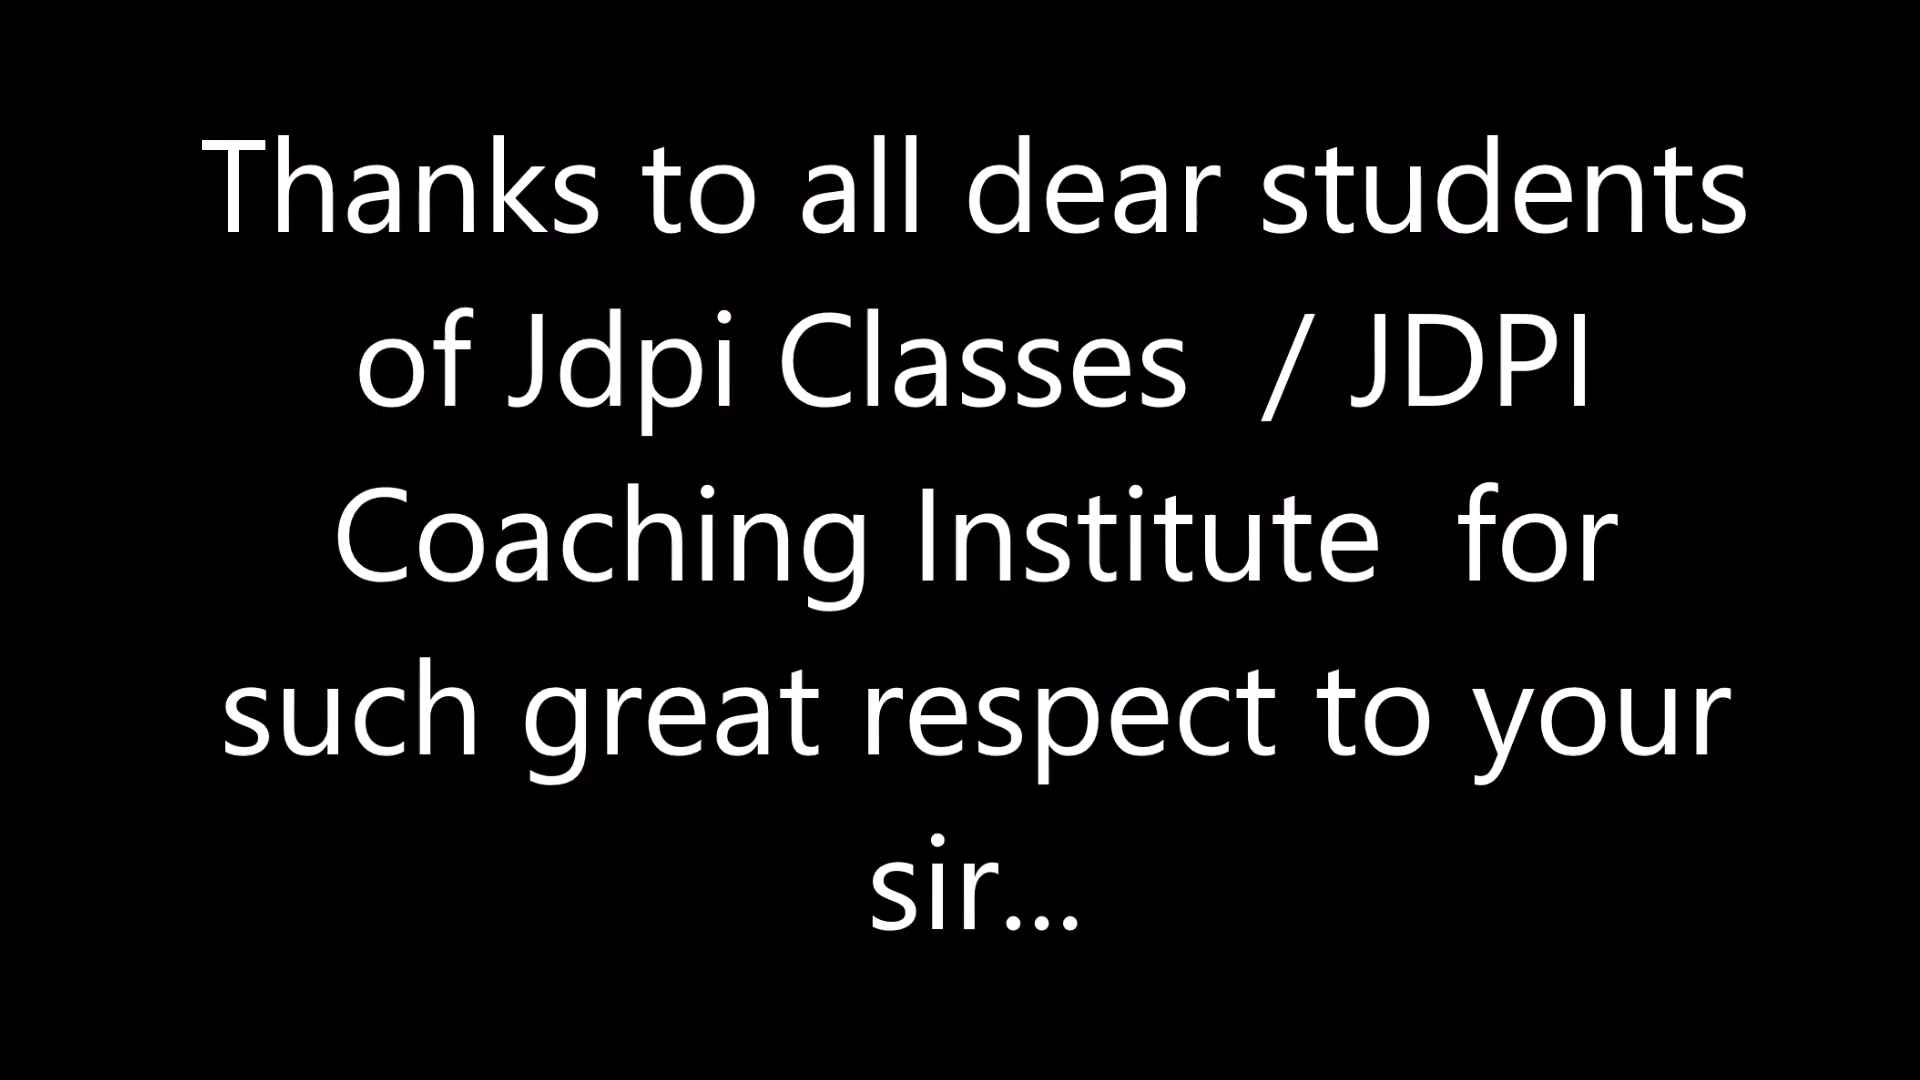 Thanks to all dear students
of Jdpi Classes / JDPI
Coaching Institute for
such great respect to your
sir...